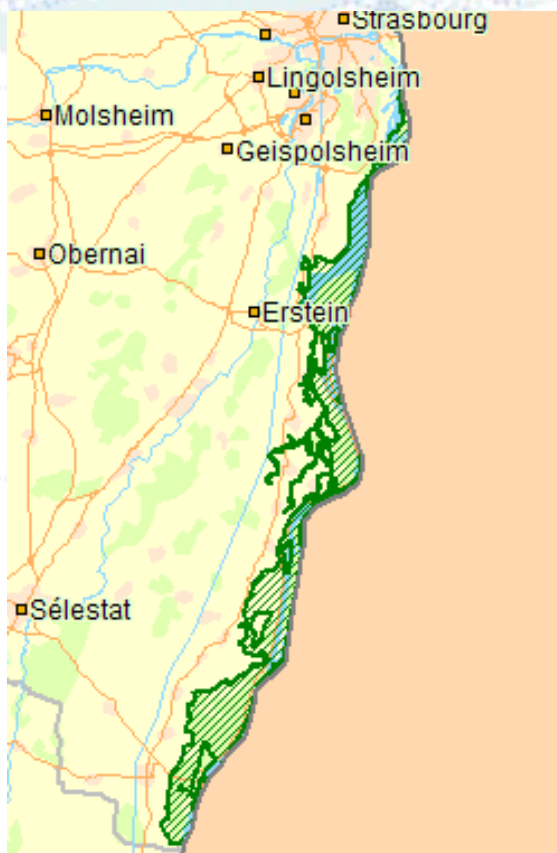 Strasbourg
Lingolsheim
Molsheim
Geispolsheim
Obernai
Erstein
Sélestat